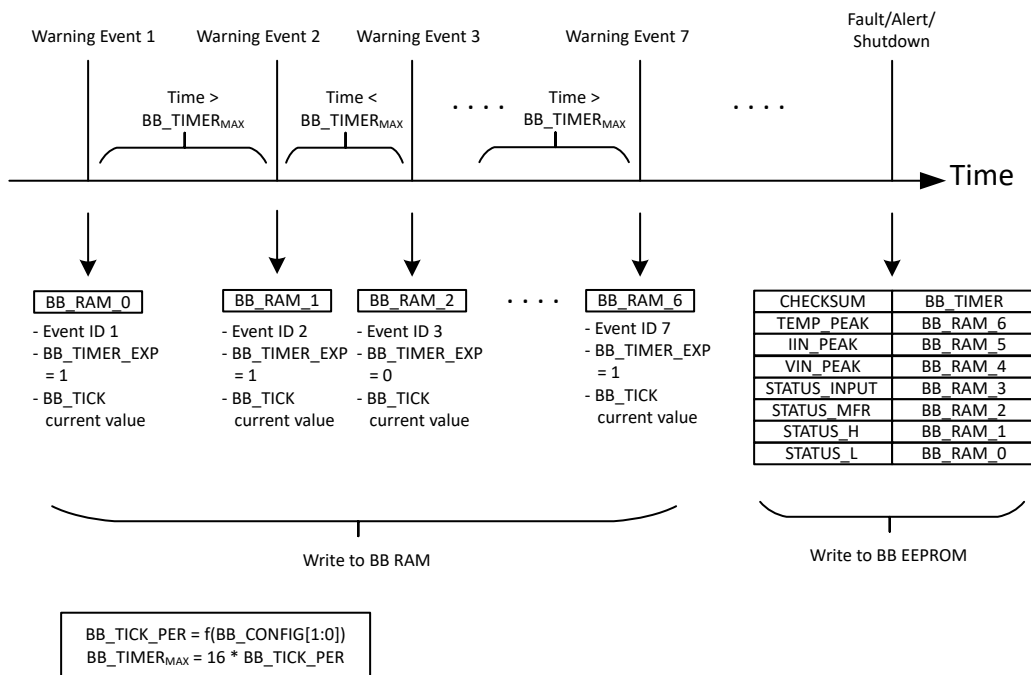 Fault/Alert/
Shutdown
Warning Event 1
Warning Event 2
Warning Event 3
Warning Event 7
Time >
BB_TIMERMAX
Time <
BB_TIMERMAX
. . . .
Time >
BB_TIMERMAX
. . . .
Time
BB_RAM_0
- Event ID 1
- BB_TIMER_EXP
= 1
- BB_TICK
current value
BB_RAM_1
- Event ID 2
- BB_TIMER_EXP
= 1
- BB_TICK
current value
BB_RAM_2
- Event ID 3
- BB_TIMER_EXP
= 0
- BB_TICK
current value
. . . .
BB_RAM_6
- Event ID 7
- BB_TIMER_EXP
= 1
- BB_TICK
current value
CHECKSUM BB_TIMER
TEMP_PEAK BB_RAM_6
IIN_PEAK BB_RAM_5
VIN_PEAK BB_RAM_4
STATUS_INPUT BB_RAM_3
STATUS_MFR BB_RAM_2
STATUS_H BB_RAM_1
STATUS_L BB_RAM_0
Write to BB RAM
Write to BB EEPROM
BB_TICK_PER = f(BB_CONFIG[1:0])
BB_TIMERMAX = 16 * BB_TICK_PER